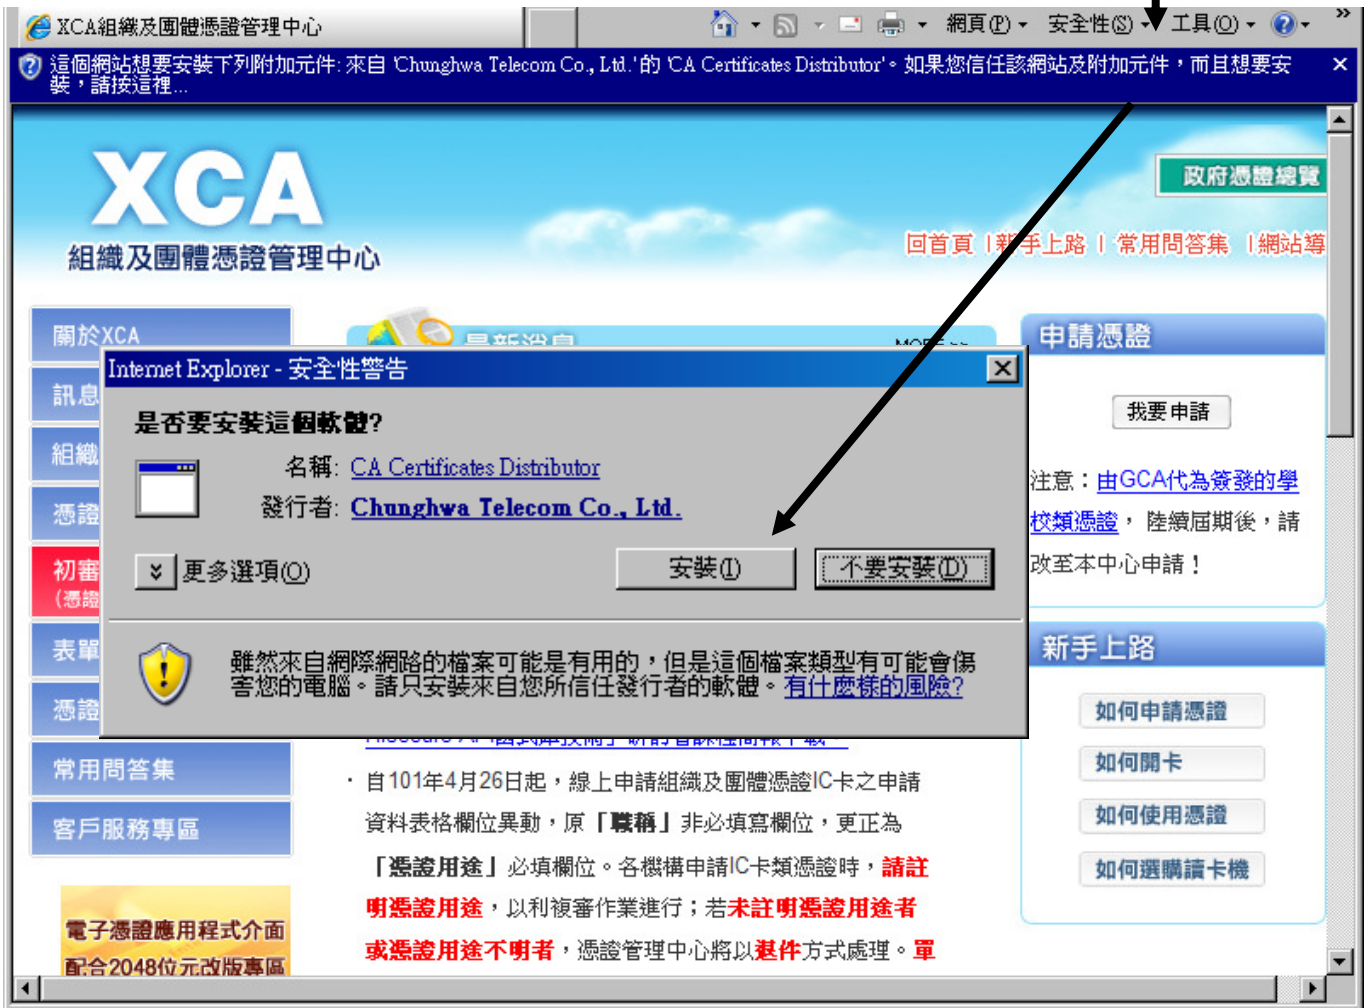 XCA組織及團體憑證管理中心
網頁(P) 安全性(S) 工具(O) »
這個網站想要安裝下列附加元件: 來自 'Chunghwa Telecom Co., Ltd.' 的 'CA Certificates Distributor'。如果您信任該網站及附加元件，而且想要安
裝，請按這裡...
XCA
組織及團體憑證管理中心
政府憑證總覽
回首頁 | 新手上路 | 常用問答集 | 網站導
關於XCA
訊息
組織
憑證
初審
(憑證
表單
憑證
常用問答集
客戶服務專區
電子憑證應用程式介面
配合2048位元改版專區
最新消息
MORE >>
Internet Explorer - 安全性警告
是否要安裝這個軟體?
名稱: CA Certificates Distributor
發行者: Chunghwa Telecom Co., Ltd.
更多選項(O)
安裝(I)
不要安裝(D)
雖然來自網際網路的檔案可能是有用的，但是這個檔案類型有可能會傷
害您的電腦。請只安裝來自您所信任發行者的軟體。有什麼樣的風險?
· 自101年4月26日起，線上申請組織及團體憑證IC卡之申請
資料表格欄位異動，原「職稱」非必填寫欄位，更正為
「憑證用途」必填欄位。各機構申請IC卡類憑證時，請註
明憑證用途，以利複審作業進行；若未註明憑證用途者
或憑證用途不明者，憑證管理中心將以退件方式處理。單
申請憑證
我要申請
注意：由GCA代為簽發的學
校類憑證， 陸續屆期後，請
改至本中心申請！
新手上路
如何申請憑證
如何開卡
如何使用憑證
如何選購讀卡機